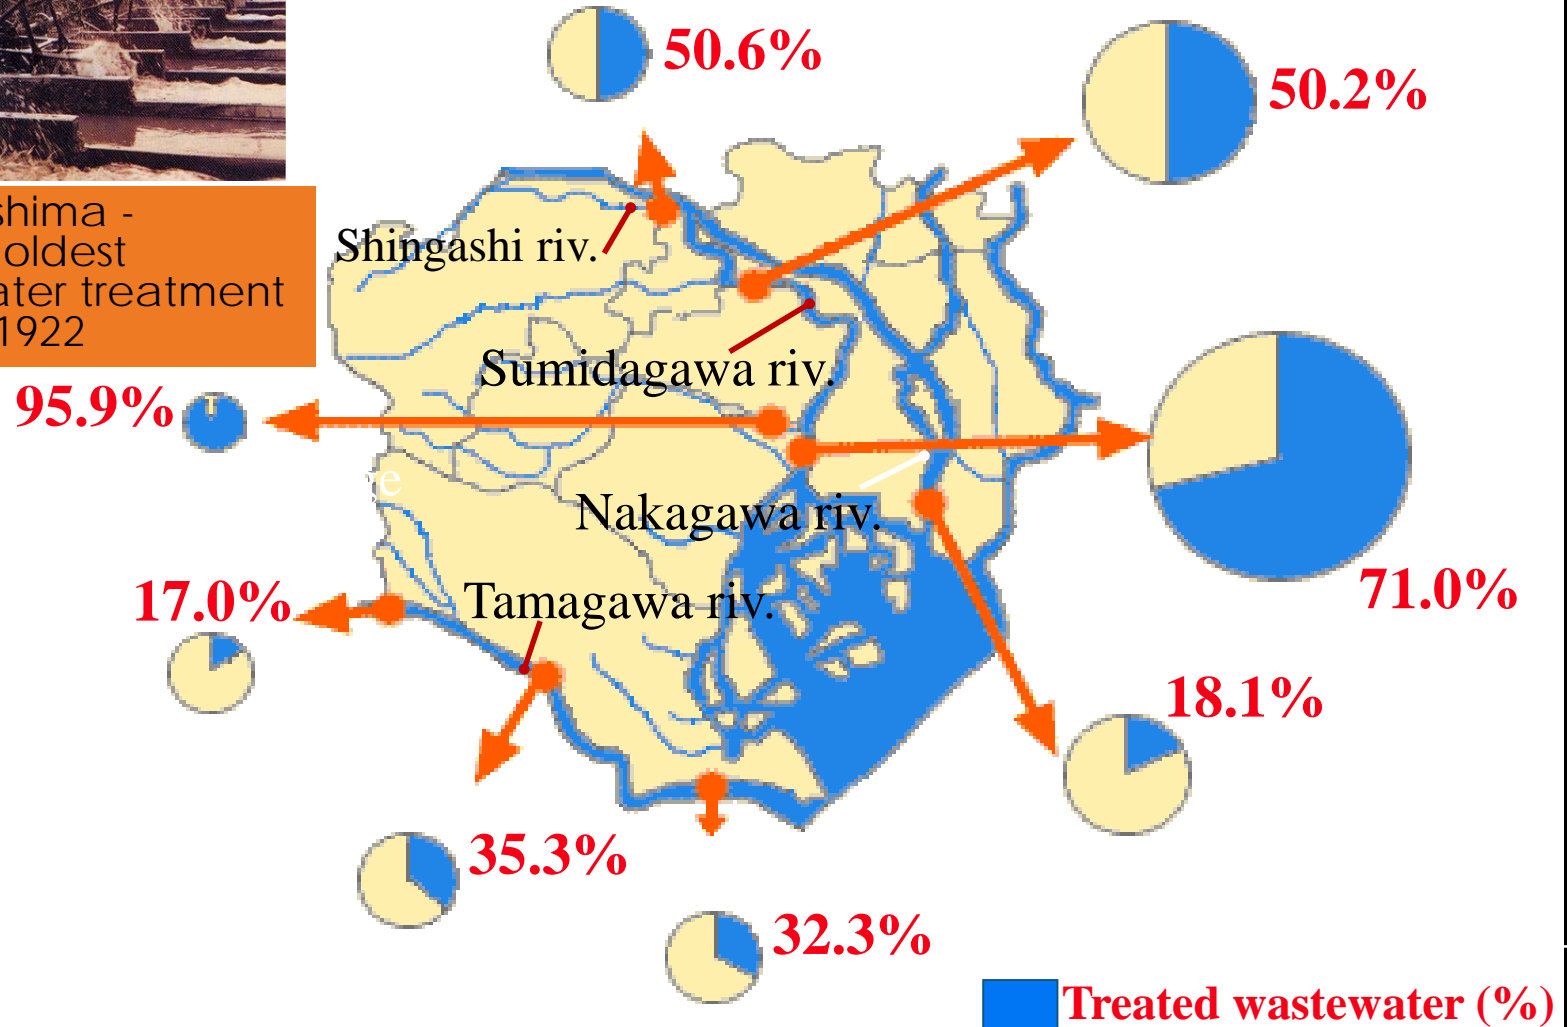 50.6%
50.2%
shima -
oldest
ater treatment
1922
Shingashi riv.
Sumidagawa riv.
95.9%
Nakagawa riv.
71.0%
17.0%
Tamagawa riv.
18.1%
35.3%
32.3%
Treated wastewater (%)